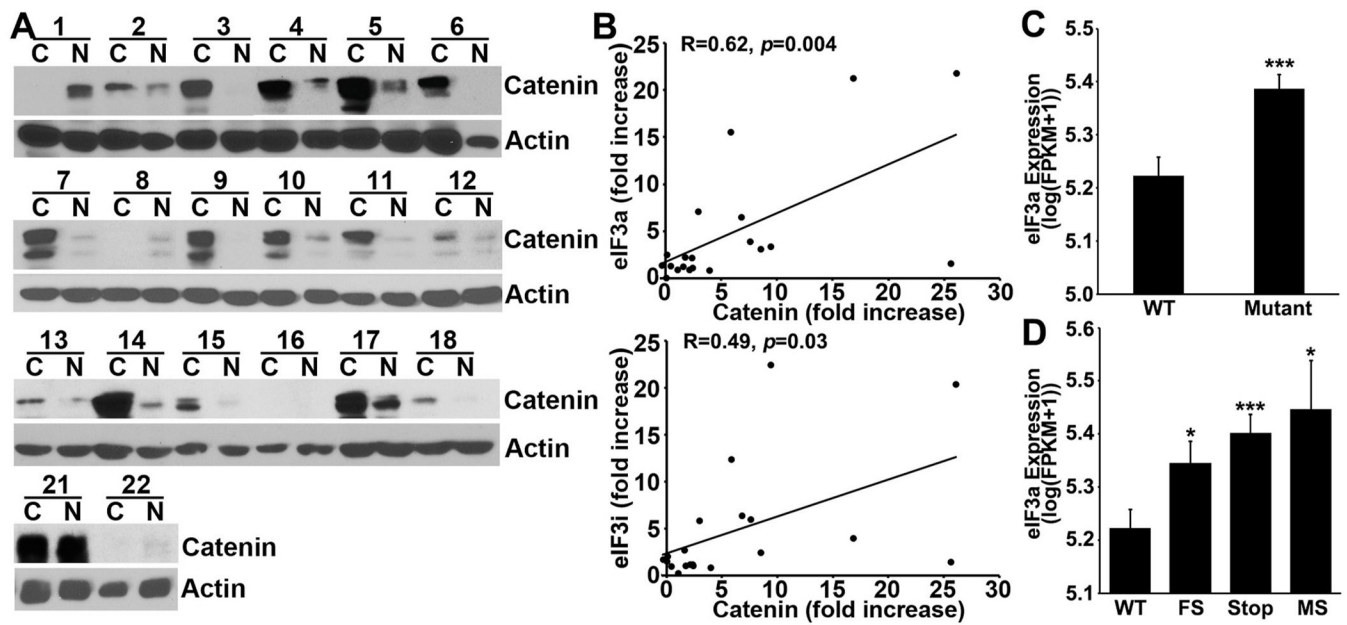 A
1 2 3 4 5 6
C N C N C N C N C N C N
Catenin
Actin
7 8 9 10 11 12
C N C N C N C N C N C N
Catenin
Actin
13 14 15 16 17 18
C N C N C N C N C N C N
Catenin
Actin
21 22
C N C N
Catenin
Actin
B
R=0.62, p=0.004
eIF3a (fold increase)
25
20
15
10
5
0
0 5 10 15 20 25 30
Catenin (fold increase)
R=0.49, p=0.03
eIF3i (fold increase)
25
20
15
10
5
0
0 5 10 15 20 25 30
Catenin (fold increase)
C
eIF3a Expression
(log(FPKM+1))
5.5
5.4
5.3
5.2
5.1
5.0
***
WT Mutant
D
eIF3a Expression
(log(FPKM+1))
5.6
5.5
5.4
5.3
5.2
5.1
* *** *
WT FS Stop MS